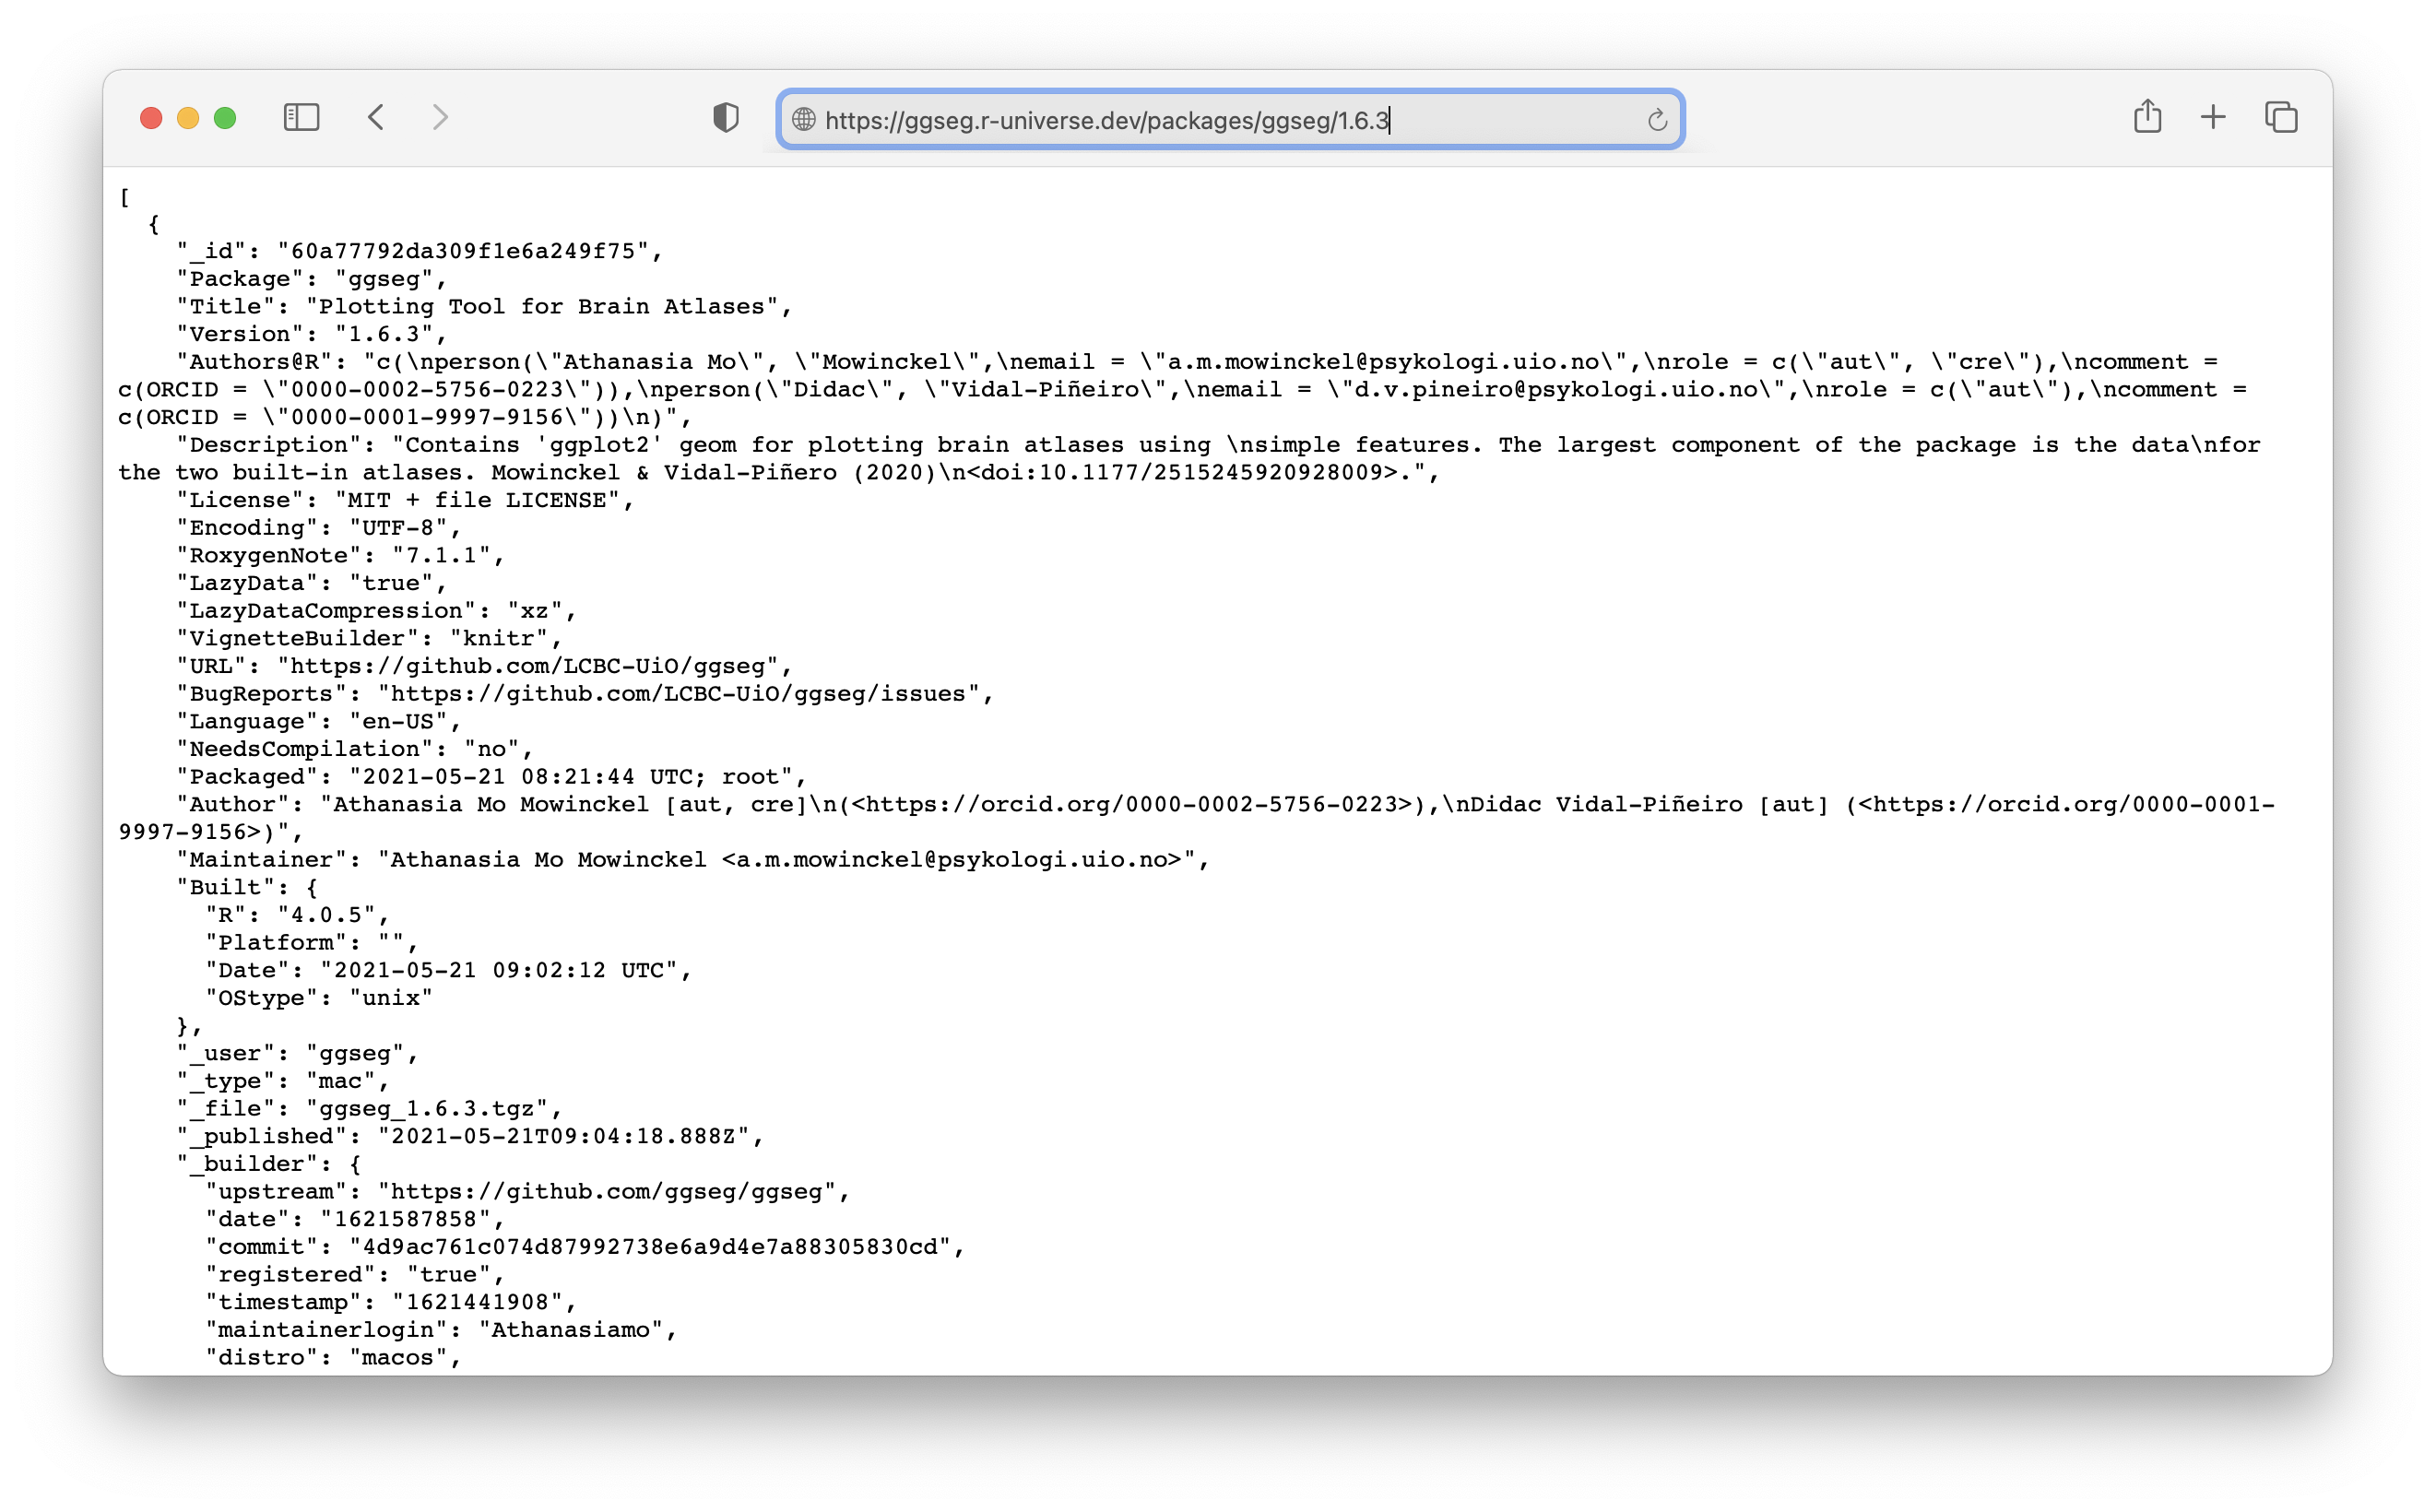 https://ggseg.r-universe.dev/packages/ggseg/1.6.3
[
  {
    "_id": "60a77792da309f1e6a249f75",
    "Package": "ggseg",
    "Title": "Plotting Tool for Brain Atlases",
    "Version": "1.6.3",
    "Authors@R": "c(\nperson(\"Athanasia Mo\", \"Mowinckel\",\nemail = \"a.m.mowinckel@psykologi.uio.no\",\nrole = c(\"aut\", \"cre\"),\ncomment =
c(ORCID = \"0000-0002-5756-0223\")),\nperson(\"Didac\", \"Vidal-Piñeiro\",\nemail = \"d.v.pineiro@psykologi.uio.no\",\nrole = c(\"aut\"),\ncomment =
c(ORCID = \"0000-0001-9997-9156\"))\n)",
    "Description": "Contains 'ggplot2' geom for plotting brain atlases using \nsimple features. The largest component of the package is the data\nfor
the two built-in atlases. Mowinckel & Vidal-Piñero (2020)\n<doi:10.1177/2515245920928009>.",
    "License": "MIT + file LICENSE",
    "Encoding": "UTF-8",
    "RoxygenNote": "7.1.1",
    "LazyData": "true",
    "LazyDataCompression": "xz",
    "VignetteBuilder": "knitr",
    "URL": "https://github.com/LCBC-UiO/ggseg",
    "BugReports": "https://github.com/LCBC-UiO/ggseg/issues",
    "Language": "en-US",
    "NeedsCompilation": "no",
    "Packaged": "2021-05-21 08:21:44 UTC; root",
    "Author": "Athanasia Mo Mowinckel [aut, cre]\n(<https://orcid.org/0000-0002-5756-0223>),\nDidac Vidal-Piñeiro [aut] (<https://orcid.org/0000-0001-
9997-9156>)",
    "Maintainer": "Athanasia Mo Mowinckel <a.m.mowinckel@psykologi.uio.no>",
    "Built": {
      "R": "4.0.5",
      "Platform": "",
      "Date": "2021-05-21 09:02:12 UTC",
      "OStype": "unix"
    },
    "_user": "ggseg",
    "_type": "mac",
    "_file": "ggseg_1.6.3.tgz",
    "_published": "2021-05-21T09:04:18.888Z",
    "_builder": {
      "upstream": "https://github.com/ggseg/ggseg",
      "date": "1621587858",
      "commit": "4d9ac761c074d87992738e6a9d4e7a88305830cd",
      "registered": "true",
      "timestamp": "1621441908",
      "maintainerlogin": "Athanasiamo",
      "distro": "macos",